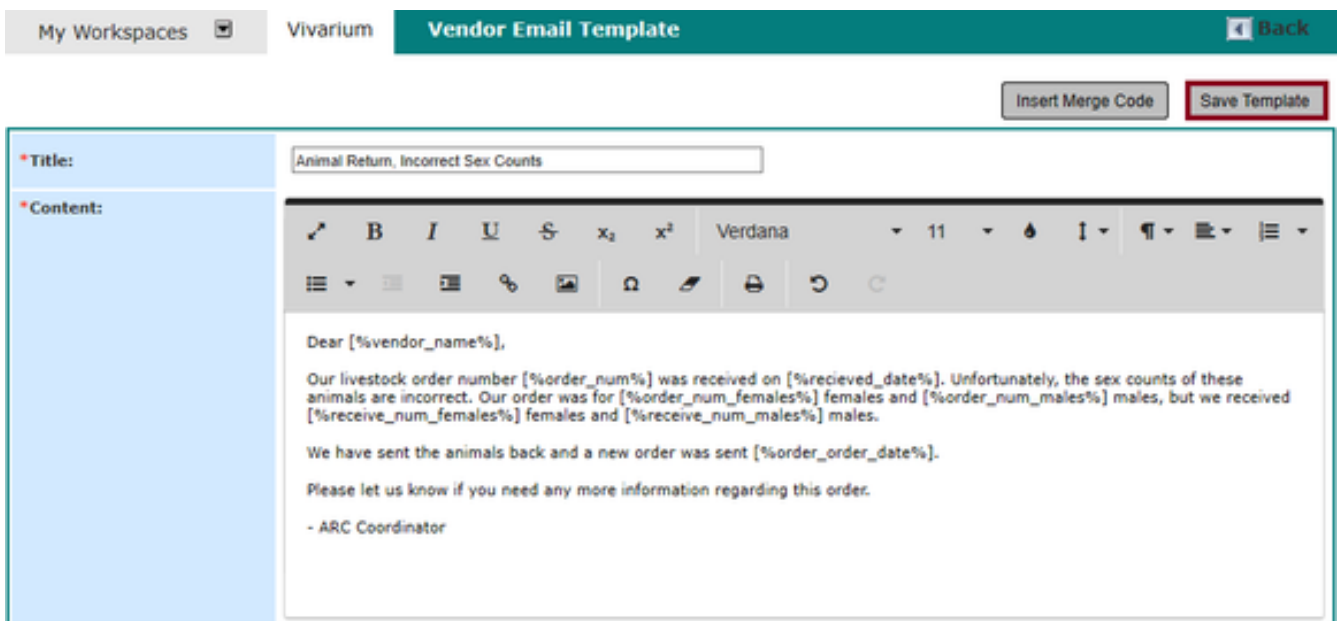 My Workspaces Vivarium Vendor Email Template Back
Insert Merge Code Save Template
*Title: Animal Return, Incorrect Sex Counts
*Content:
B I U S x₂ x² Verdana 11 ¶
Ω
Dear [%vendor_name%],
Our livestock order number [%order_num%] was received on [%recieved_date%]. Unfortunately, the sex counts of these
animals are incorrect. Our order was for [%order_num_females%] females and [%order_num_males%] males, but we received
[%receive_num_females%] females and [%receive_num_males%] males.
We have sent the animals back and a new order was sent [%order_order_date%].
Please let us know if you need any more information regarding this order.
- ARC Coordinator